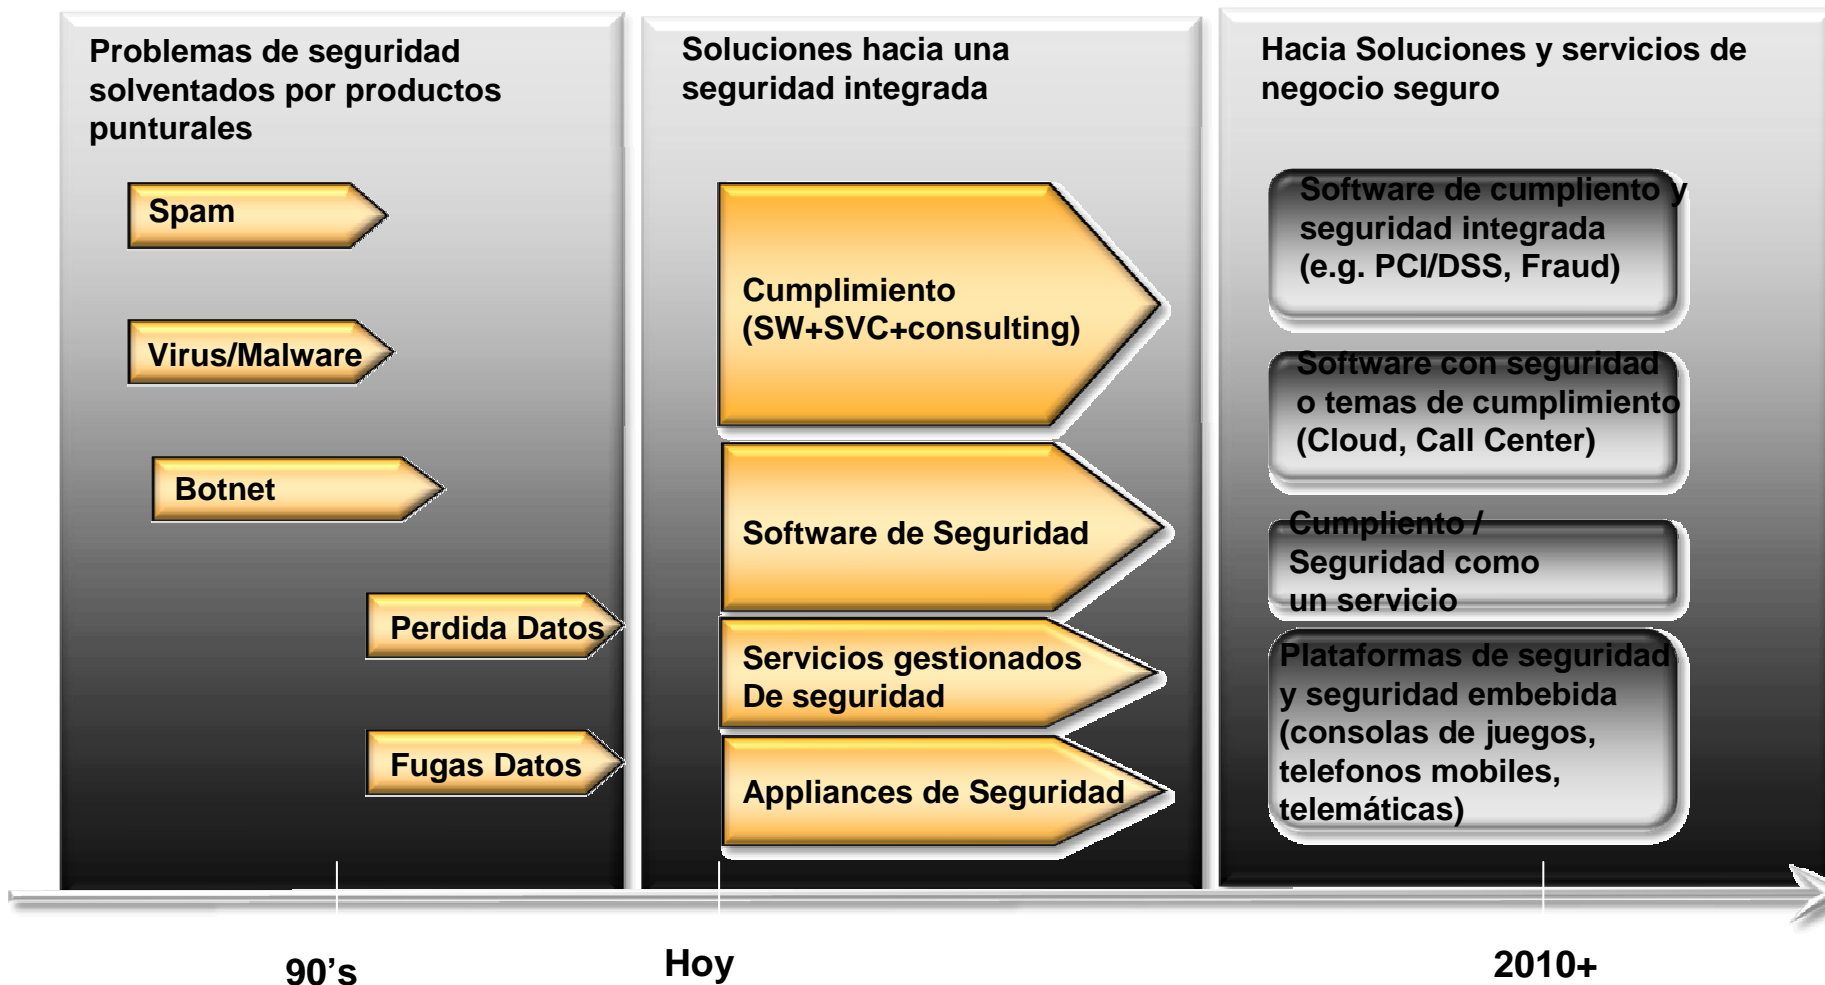 Problemas de seguridad
solventados por productos
punturales
Spam
Virus/Malware
Botnet
Perdida Datos
Fugas Datos
Soluciones hacia una
seguridad integrada
Cumplimiento
(SW+SVC+consulting)
Software de Seguridad
Servicios gestionados
De seguridad
Appliances de Seguridad
Hacia Soluciones y servicios de
negocio seguro
Software de cumpliento y
seguridad integrada
(e.g. PCI/DSS, Fraud)
Software con seguridad
o temas de cumplimiento
(Cloud, Call Center)
Cumpliento /
Seguridad como
un servicio
Plataformas de seguridad
y seguridad embebida
(consolas de juegos,
telefonos mobiles,
telemáticas)
90’s
Hoy
2010+